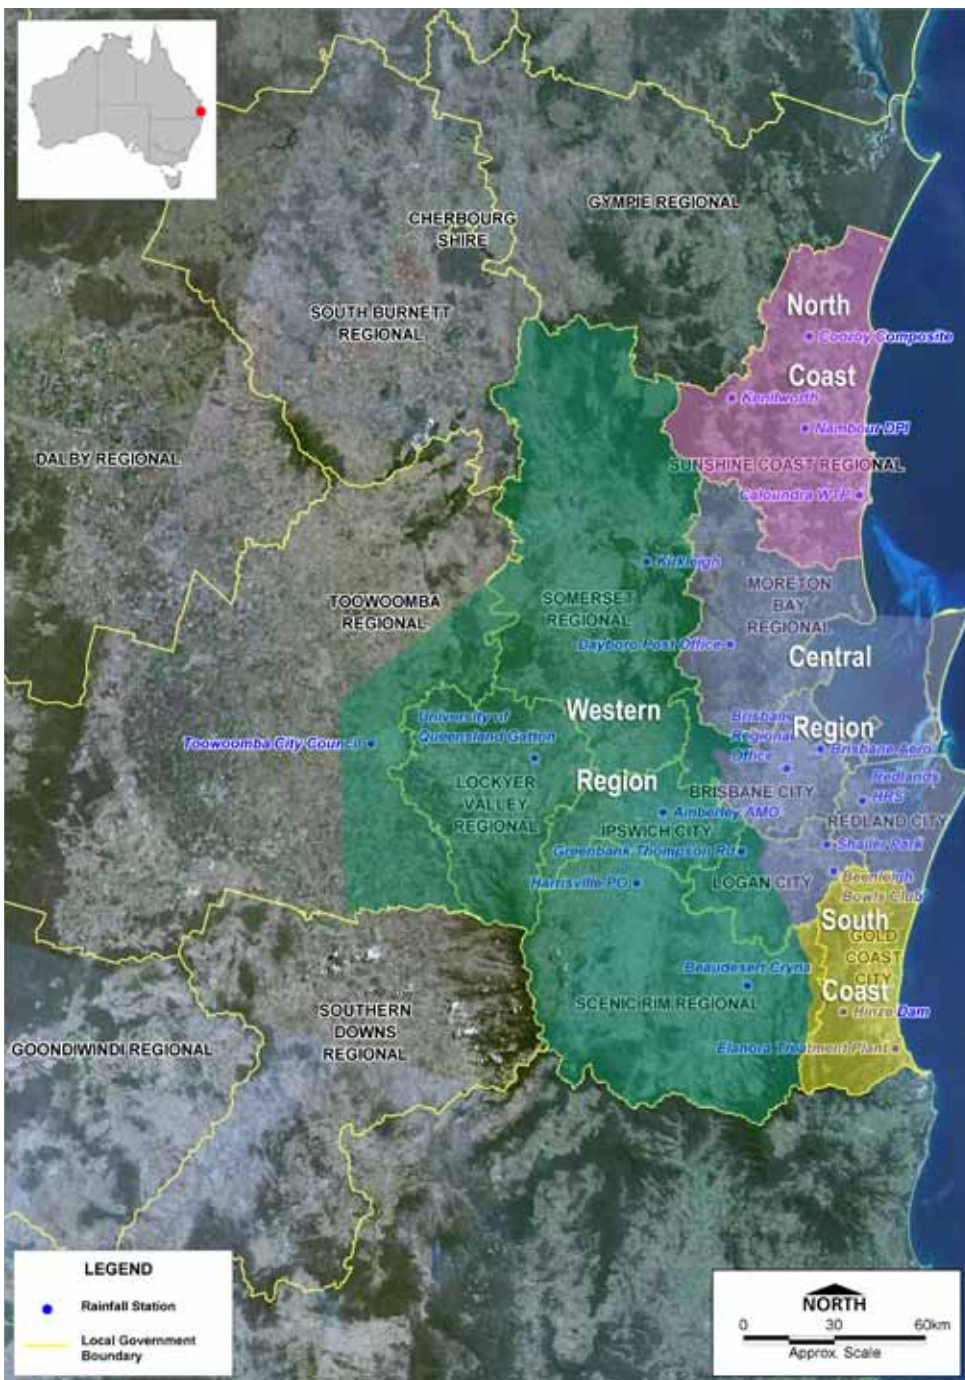 GYMPIE REGIONAL
CHERBOURG
SHIRE
North
SOUTH BURNETT
REGIONAL
Cooroy Composite
Coast
Kenilworth
Nambour DPI
DALBY REGIONAL
SUNSHINE COAST REGIONAL
Caloundra WTP
Kirkleigh
MORETON
BAY
REGIONAL
TOOWOOMBA
REGIONAL
SOMERSET
REGIONAL
Dayboro Post Office
Central
Region
Western
Region
University of
Queensland Gatton
Brisbane
Regional
Office
Toowoomba City Council
Brisbane Aero
LOCKYER
VALLEY
REGIONAL
BRISBANE CITY
Redlands
HRS
REDLAND CITY
Amberley AMO
IPSWICH CITY
Greenbank Thompson Rd
Shailer Park
Harrisville PO
LOGAN CITY
Beenleigh
Bowls Club
South
Coast
GOLD
COAST
CITY
Beaudesert Cryna
SCENIC RIM REGIONAL
Hinze Dam
SOUTHERN
DOWNS
REGIONAL
GOONDIWINDI REGIONAL
Elanora Treatment Plant
LEGEND
Rainfall Station
Local Government
Boundary
NORTH
0 30 60km
Approx. Scale